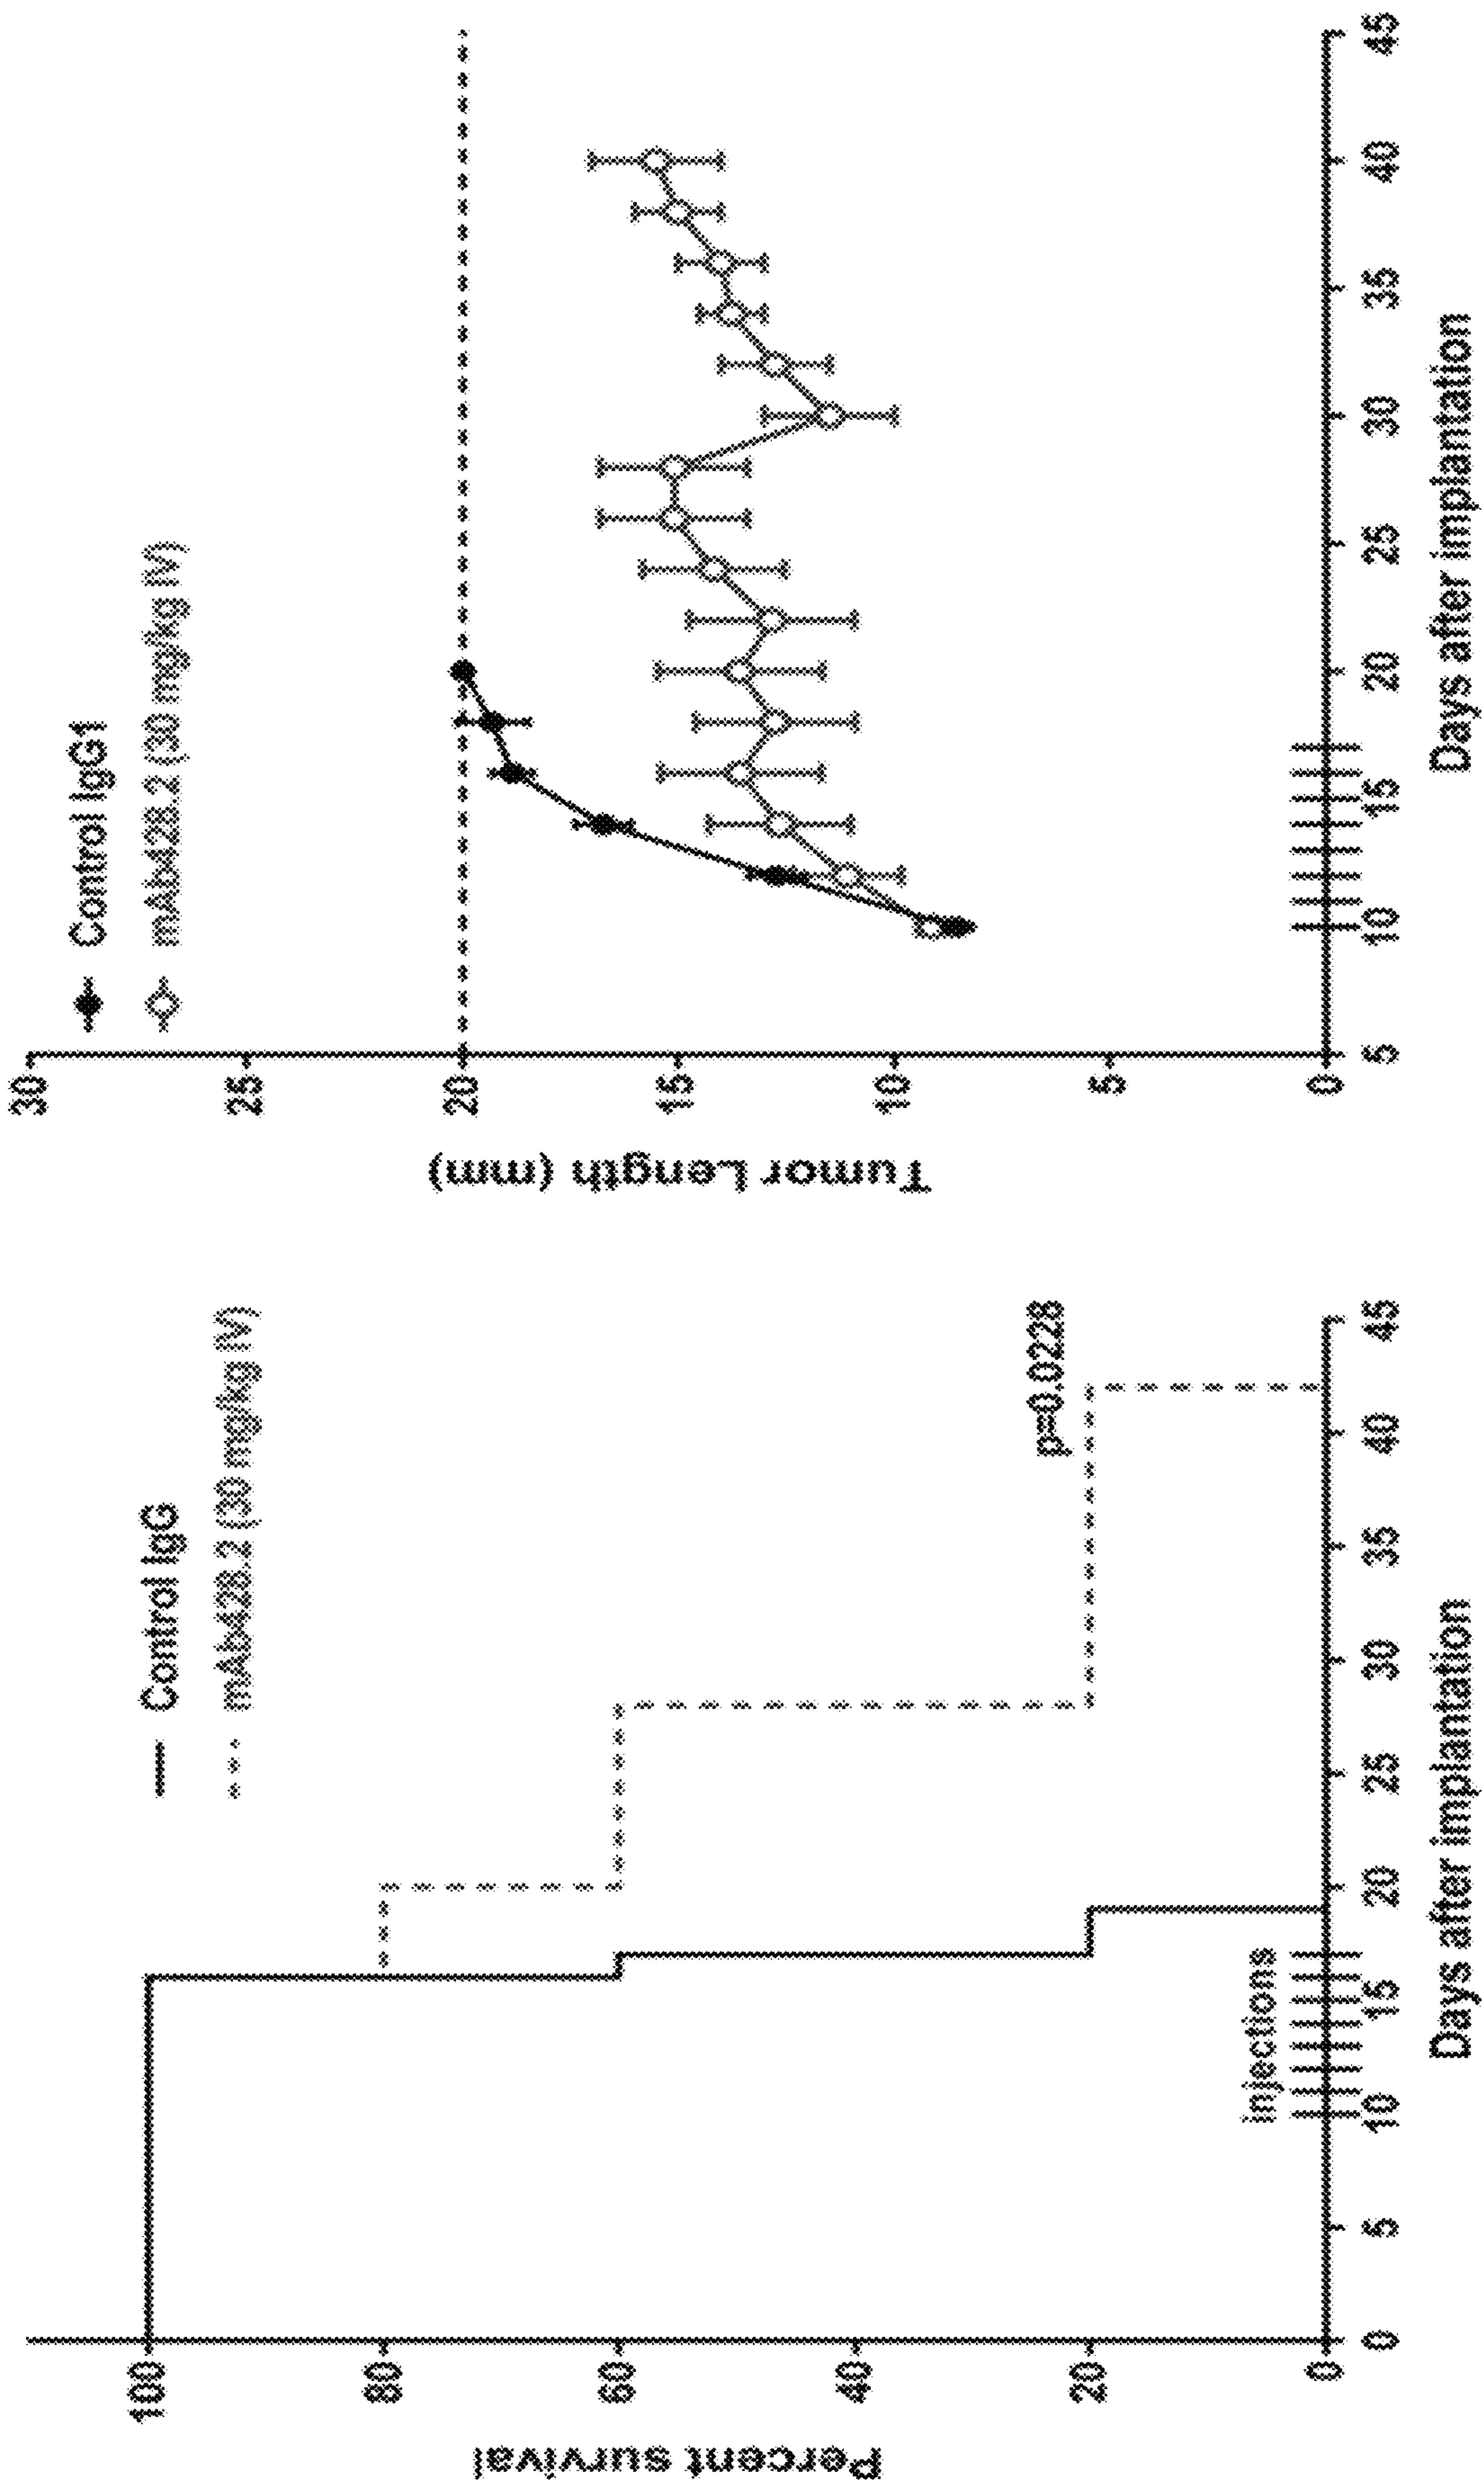 Control IgG
mAb428.2 (30 mg/kg IV)
Percent survival
100
80
60
40
20
0
p=0.0228
injections
0 5 10 15 20 25 30 35 40 45
Days after implantation
Control IgG1
mAb428.2 (30 mg/kg IV)
Tumor Length (mm)
30
25
20
15
10
5
0
5 10 15 20 25 30 35 40 45
Days after implantation